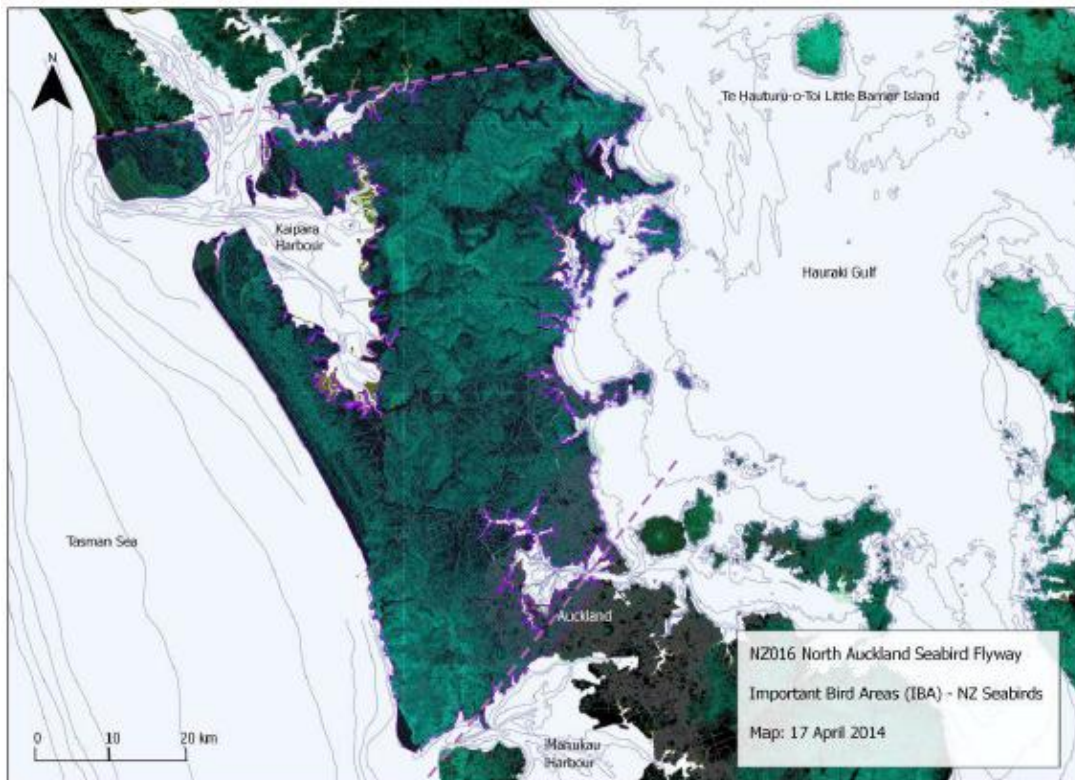 N
Te Hauturu-o-Toi Little Barrier Island
Kaipara
Harbour
Hauraki Gulf
Tasman Sea
Auckland
Manukau
Harbour
0 10 20 km
NZ016 North Auckland Seabird Flyway
Important Bird Areas (IBA) - NZ Seabirds
Map: 17 April 2014